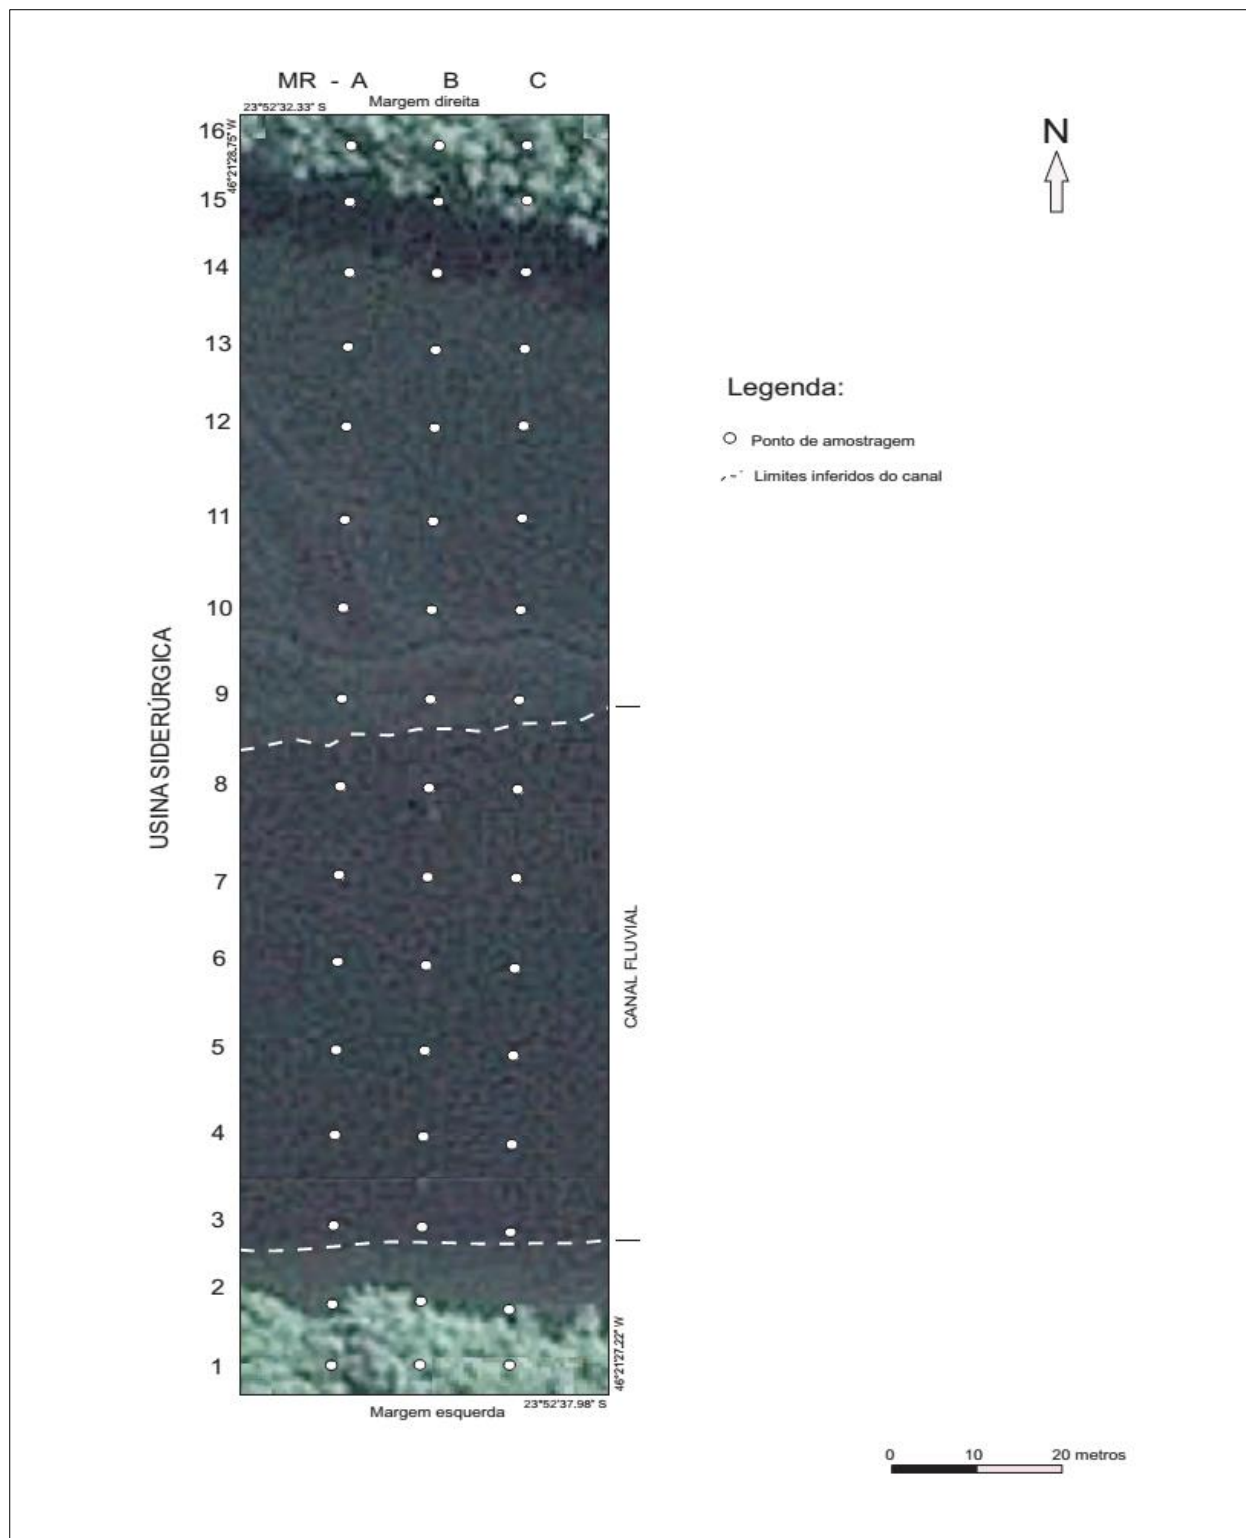 MR - A B C
23°52'32.33" S
Margem direita
46°21'28.75" W
16
15
14
13
12
11
10
9
8
7
6
5
4
3
2
1
USINA SIDERÚRGICA
CANAL FLUVIAL
46°21'27.22" W
23°52'37.98" S
Margem esquerda
N
Legenda:
Ponto de amostragem
Limites inferidos do canal
0 10 20 metros